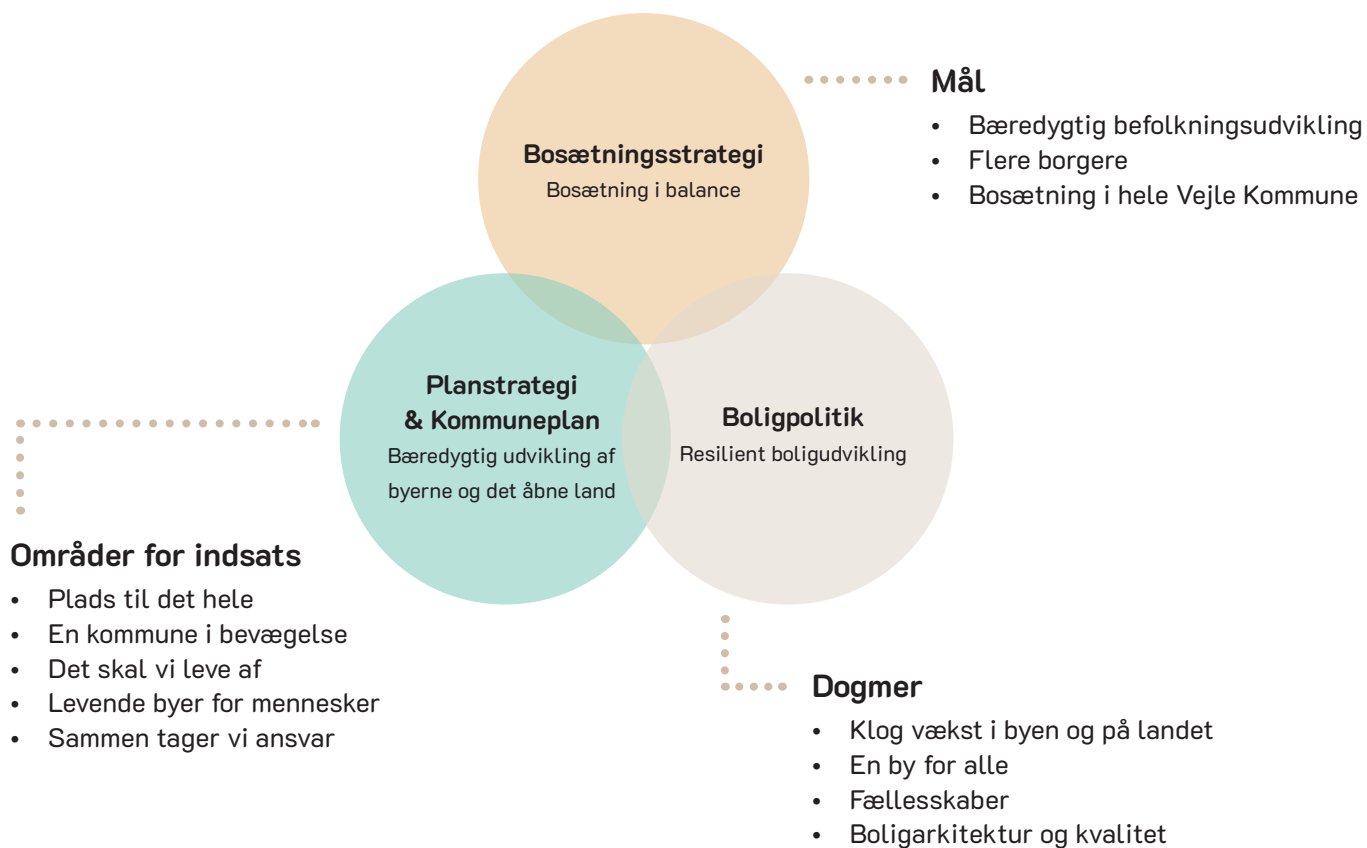 Mål
• Bæredygtig befolkningsudvikling
• Flere borgere
• Bosætning i hele Vejle Kommune
Bosætningsstrategi
Bosætning i balance
Planstrategi
& Kommuneplan
Bæredygtig udvikling af
byerne og det åbne land
Boligpolitik
Resilient boligudvikling
Områder for indsats
• Plads til det hele
• En kommune i bevægelse
• Det skal vi leve af
• Levende byer for mennesker
• Sammen tager vi ansvar
Dogmer
• Klog vækst i byen og på landet
• En by for alle
• Fællesskaber
• Boligarkitektur og kvalitet